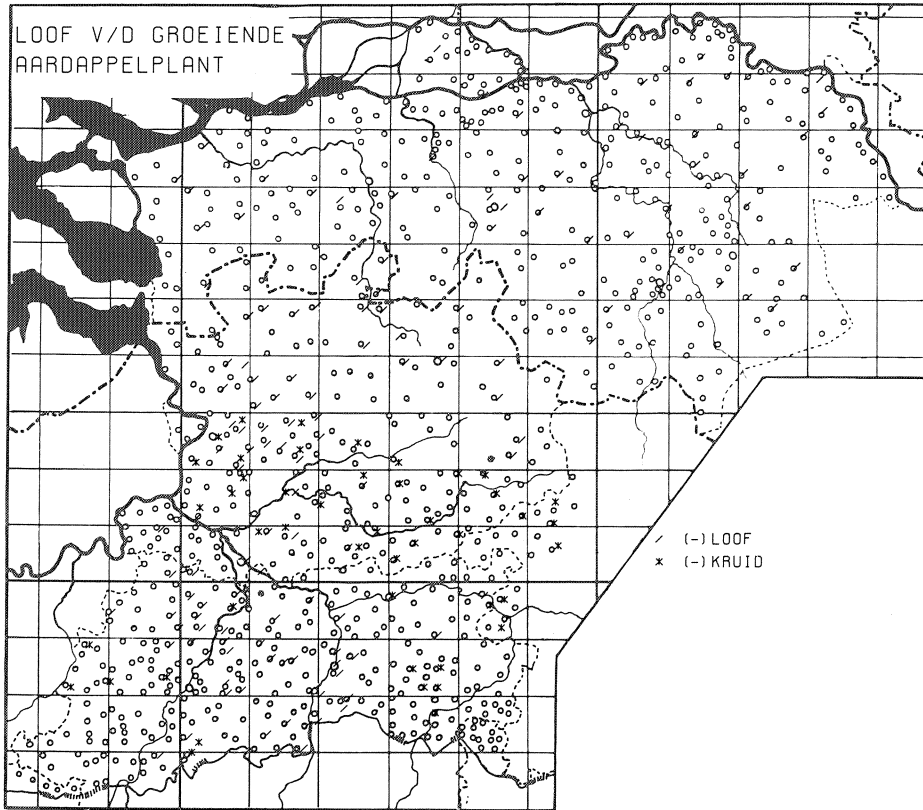 LOOF V/D GROEIENDE
AARDAPPELPLANT
(-) LOOF
(-) KRUID